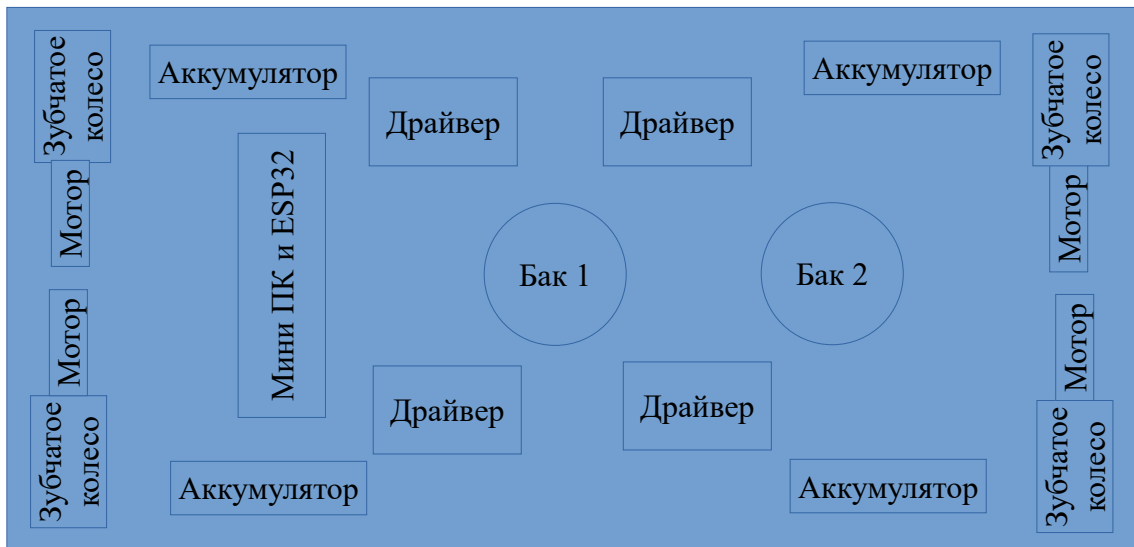 Зубчатое
колесо
Аккумулятор
Драйвер
Драйвер
Аккумулятор
Зубчатое
колесо
Мотор
Мини ПК и ESP32
Бак 1
Бак 2
Мотор
Мотор
Драйвер
Драйвер
Мотор
Зубчатое
колесо
Аккумулятор
Аккумулятор
Зубчатое
колесо